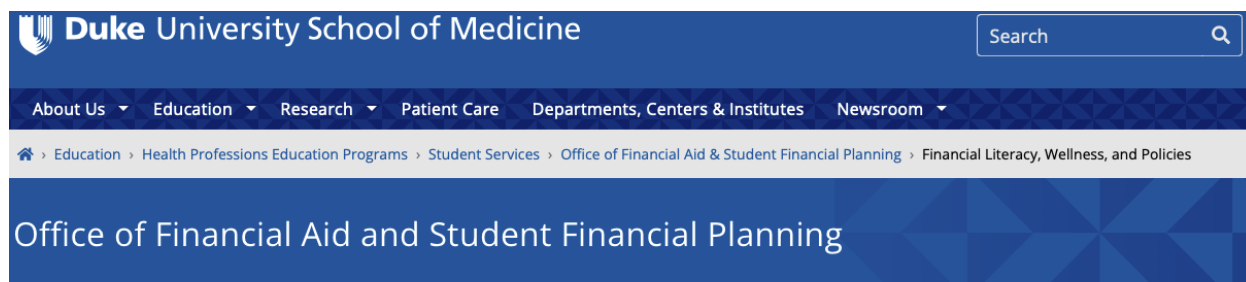 Duke University School of Medicine
Search
About Us Education Research Patient Care Departments, Centers & Institutes Newsroom
› Education › Health Professions Education Programs › Student Services › Office of Financial Aid & Student Financial Planning › Financial Literacy, Wellness, and Policies
Office of Financial Aid and Student Financial Planning